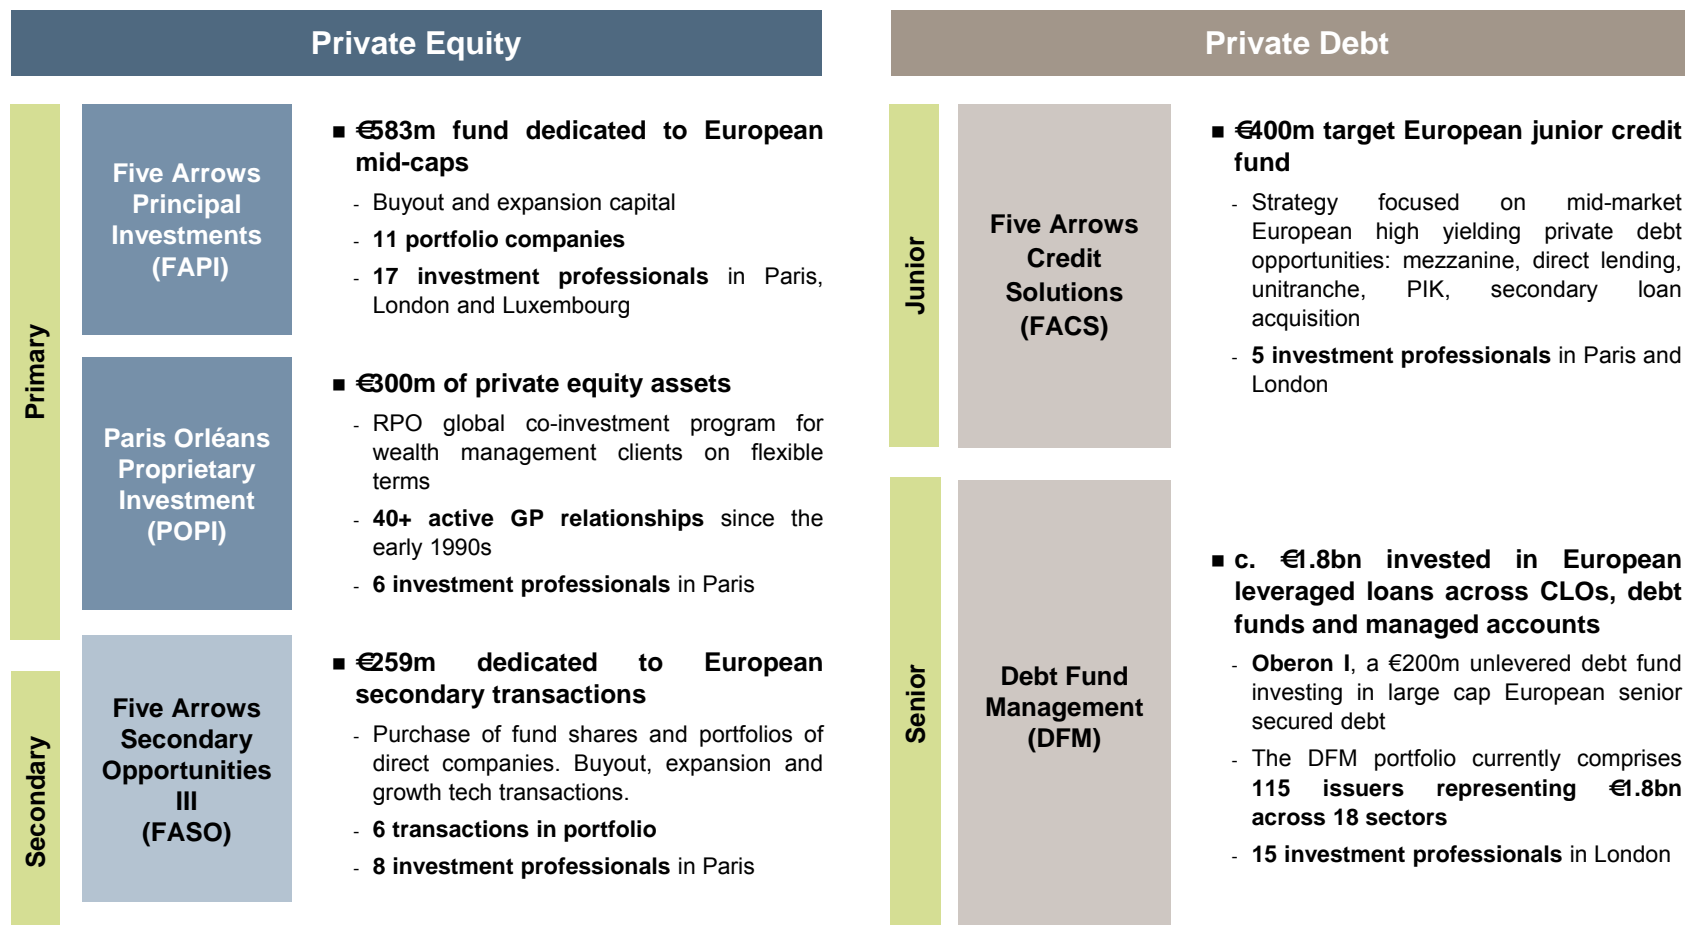 Private Equity
Primary
Five Arrows
Principal
Investments
(FAPI)
■ €583m fund dedicated to European
mid-caps
- Buyout and expansion capital
- 11 portfolio companies
- 17 investment professionals in Paris,
London and Luxembourg
Paris Orléans
Proprietary
Investment
(POPI)
■ €300m of private equity assets
- RPO global co-investment program for
wealth management clients on flexible
terms
- 40+ active GP relationships since the
early 1990s
- 6 investment professionals in Paris
Secondary
Five Arrows
Secondary
Opportunities
III
(FASO)
■ €259m dedicated to European
secondary transactions
- Purchase of fund shares and portfolios of
direct companies. Buyout, expansion and
growth tech transactions.
- 6 transactions in portfolio
- 8 investment professionals in Paris
Private Debt
Junior
Five Arrows
Credit
Solutions
(FACS)
■ €400m target European junior credit
fund
- Strategy focused on mid-market
European high yielding private debt
opportunities: mezzanine, direct lending,
unitranche, PIK, secondary loan
acquisition
- 5 investment professionals in Paris and
London
Senior
Debt Fund
Management
(DFM)
■ c. €1.8bn invested in European
leveraged loans across CLOs, debt
funds and managed accounts
- Oberon I, a €200m unlevered debt fund
investing in large cap European senior
secured debt
- The DFM portfolio currently comprises
115 issuers representing €1.8bn
across 18 sectors
- 15 investment professionals in London